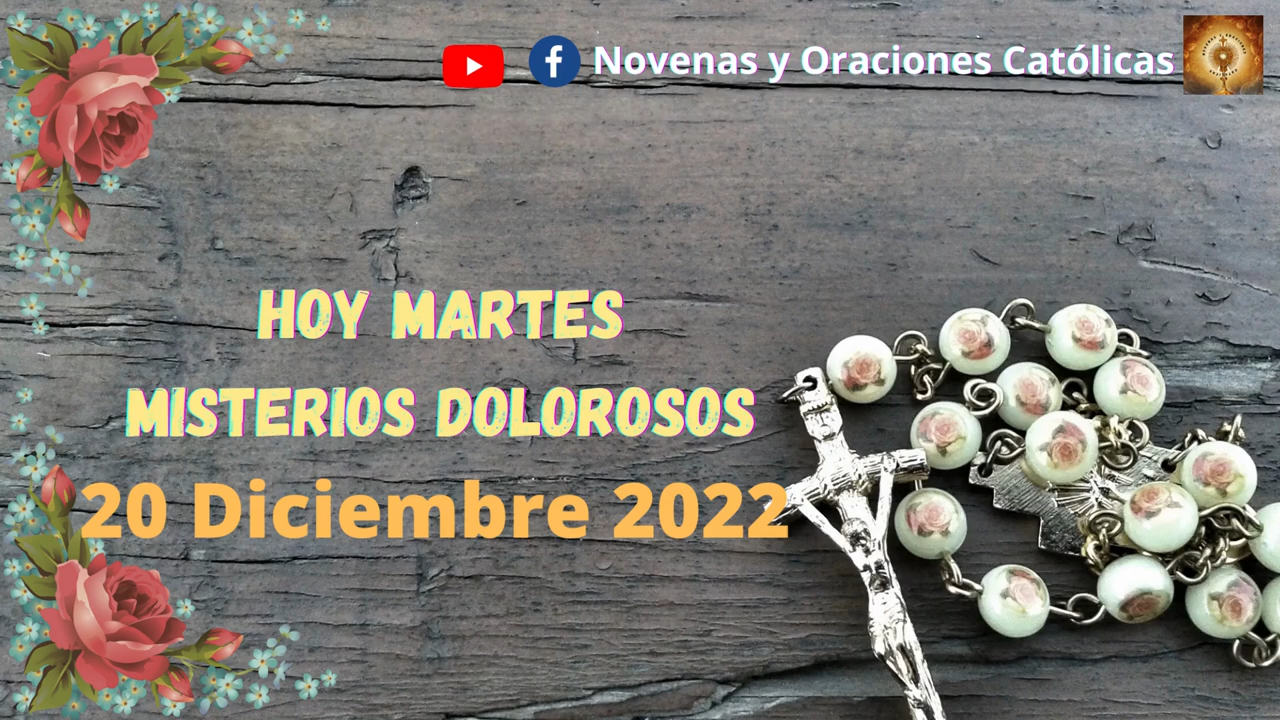 Novenas y Oraciones Católicas
HOY MARTES
MISTERIOS DOLOROSOS
20 Diciembre 2022